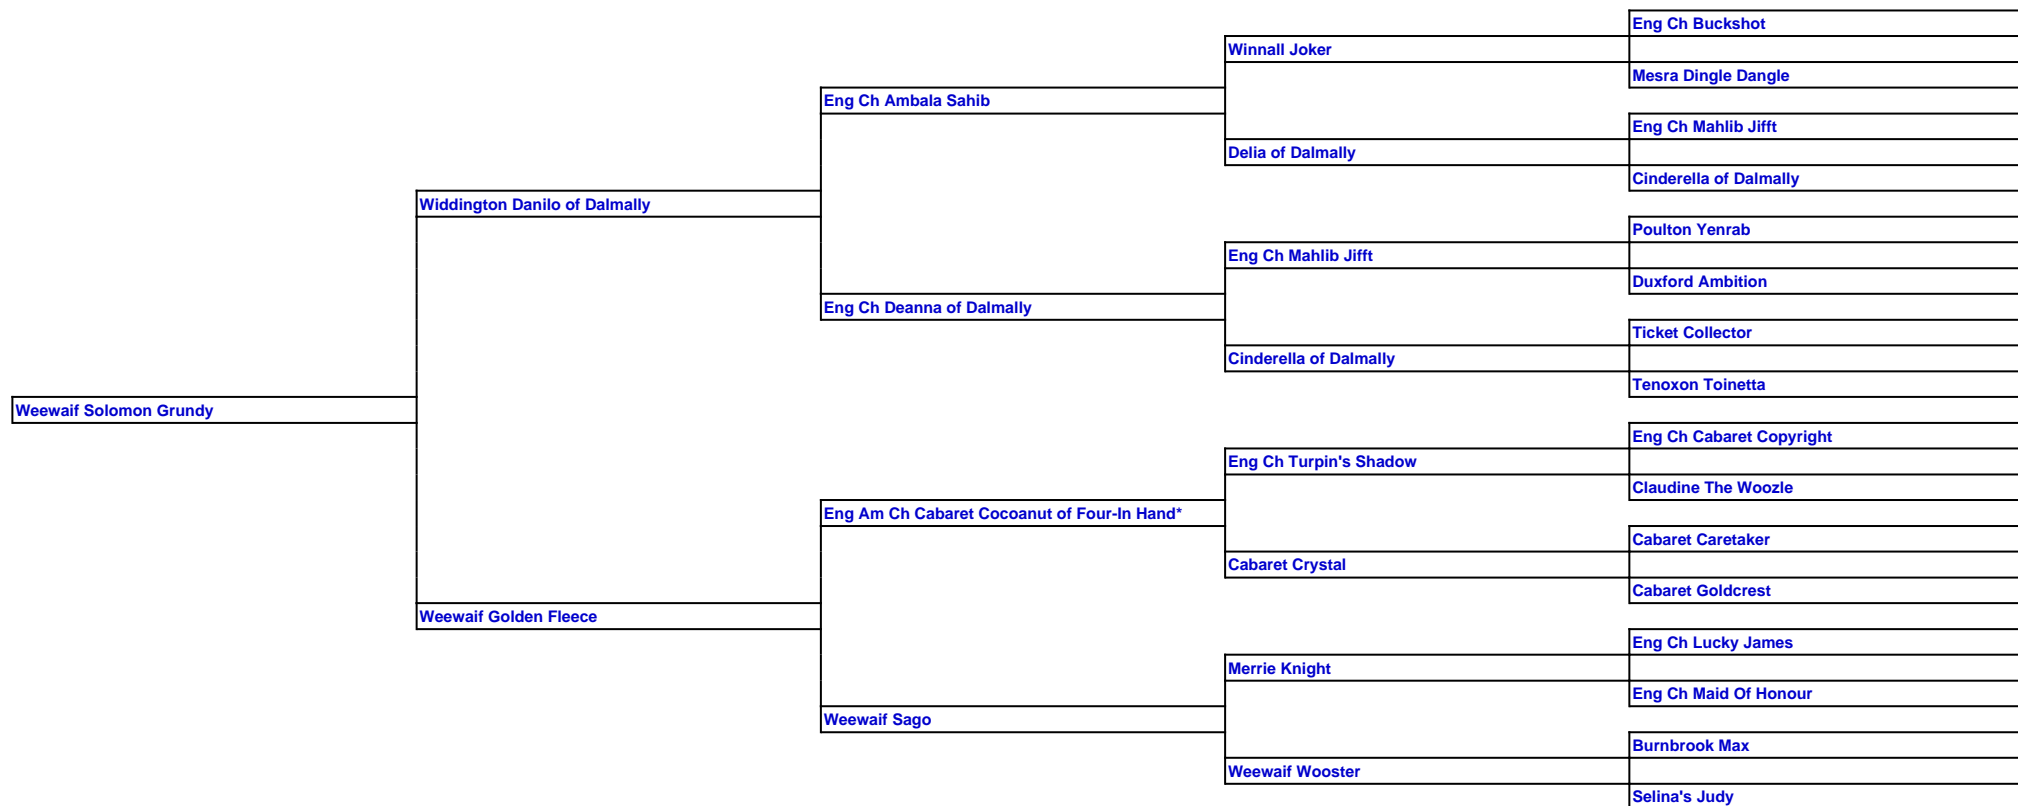 Eng Ch Buckshot
Winnall Joker
Mesra Dingle Dangle
Eng Ch Ambala Sahib
Eng Ch Mahlib Jifft
Delia of Dalmally
Cinderella of Dalmally
Widdington Danilo of Dalmally
Poulton Yenrab
Eng Ch Mahlib Jifft
Duxford Ambition
Eng Ch Deanna of Dalmally
Ticket Collector
Cinderella of Dalmally
Tenoxon Toinetta
Weewaif Solomon Grundy
Eng Ch Cabaret Copyright
Eng Ch Turpin's Shadow
Claudine The Woozle
Eng Am Ch Cabaret Cocoanut of Four-In Hand*
Cabaret Caretaker
Cabaret Crystal
Cabaret Goldcrest
Weewaif Golden Fleece
Eng Ch Lucky James
Merrie Knight
Eng Ch Maid Of Honour
Weewaif Sago
Burnbrook Max
Weewaif Wooster
Selina's Judy